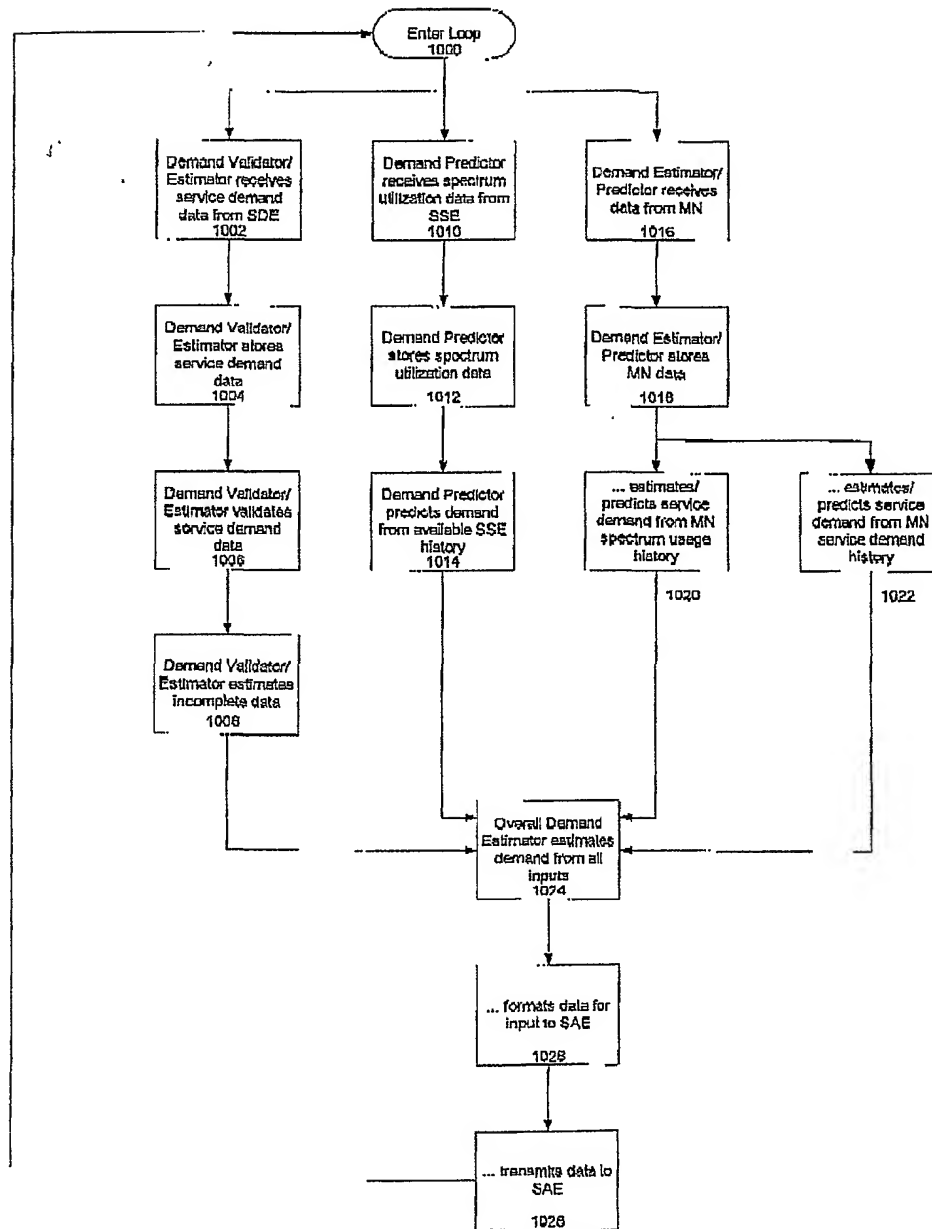 Enter Loop
1000
Demand Validator/
Estimator receives
service demand
data from SDE
1002
Demand Predictor
receives spectrum
utilization data from
SSE
1010
Demand Estimator/
Predictor receives
data from MN
1016
Demand Validator/
Estimator stores
service demand
data
1004
Demand Predictor
stores spectrum
utilization data
1012
Demand Estimator/
Predictor stores
MN data
1018
Demand Validator/
Estimator validates
service demand
data
1006
Demand Predictor
predicts demand
from available SSE
history
1014
... estimates/
predicts service
demand from MN
spectrum usage
history
1020
... estimates/
predicts service
demand from MN
service demand
history
1022
Demand Validator/
Estimator estimates
incomplete data
1008
Overall Demand
Estimator estimates
demand from all
inputs
1024
... formats data for
input to SAE
1026
... transmits data to
SAE
1028